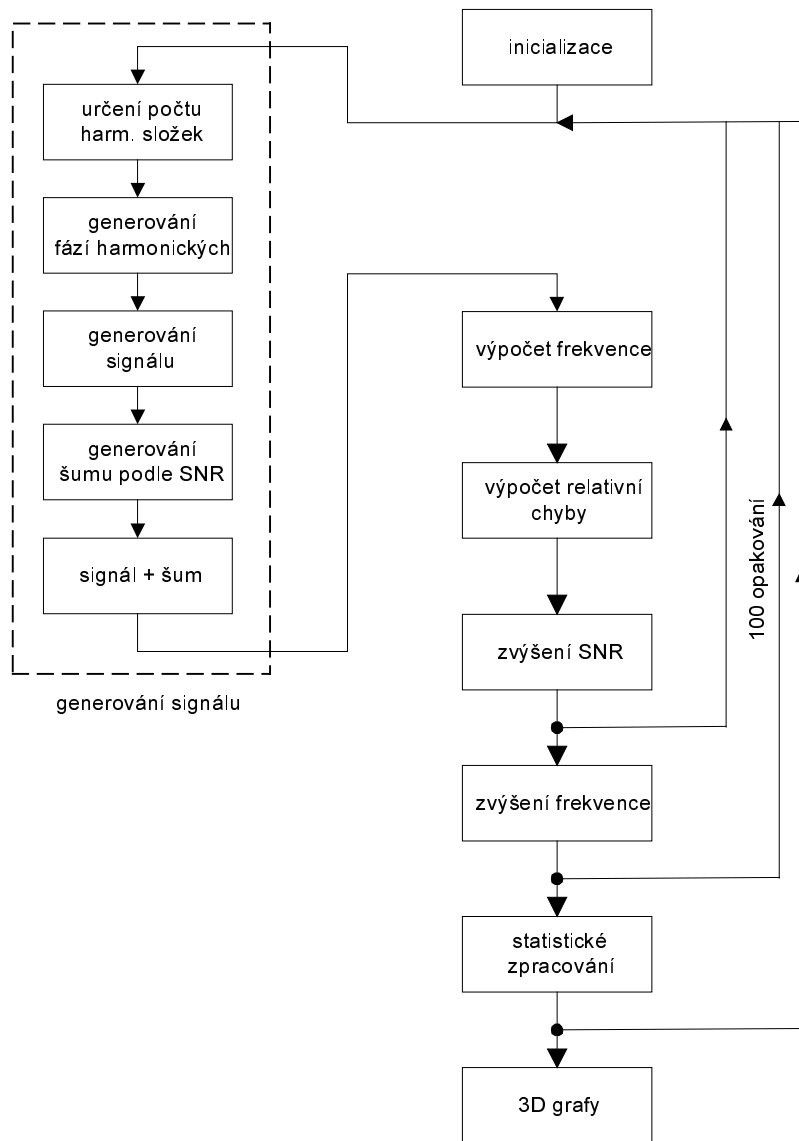 inicializace
určení počtu
harm. složek
generování
fází harmonických
generování
signálu
generování
šumu podle SNR
signál + šum
generování signálu
výpočet frekvence
výpočet relativní
chyby
zvýšení SNR
zvýšení frekvence
statistické
zpracování
3D grafy
100 opakování